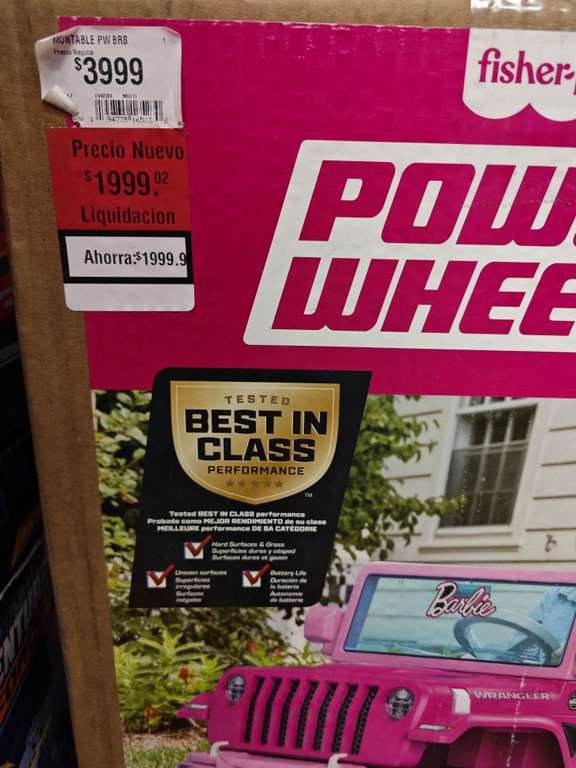 MONTABLE PW BRB 1
Precio Regular
$3999
Precio Nuevo
$1999.02
Liquidacion
Ahorra:$1999.9
fisher-
POW
WHEE
TESTED
BEST IN
CLASS
PERFORMANCE
TM
Tested BEST IN CLASS performance
Probado como MEJOR RENDIMIENTO de su clase
MEILLEURE performance DE SA CATÉGORIE
Hard Surfaces & Grass
Superficies duras y césped
Surfaces dures et gazon
Uneven surfaces
Superficies
irregulares
Surfaces
inégales
Battery Life
Duración de
la batería
Autonomie
de batterie
Barbie
WRANGLER